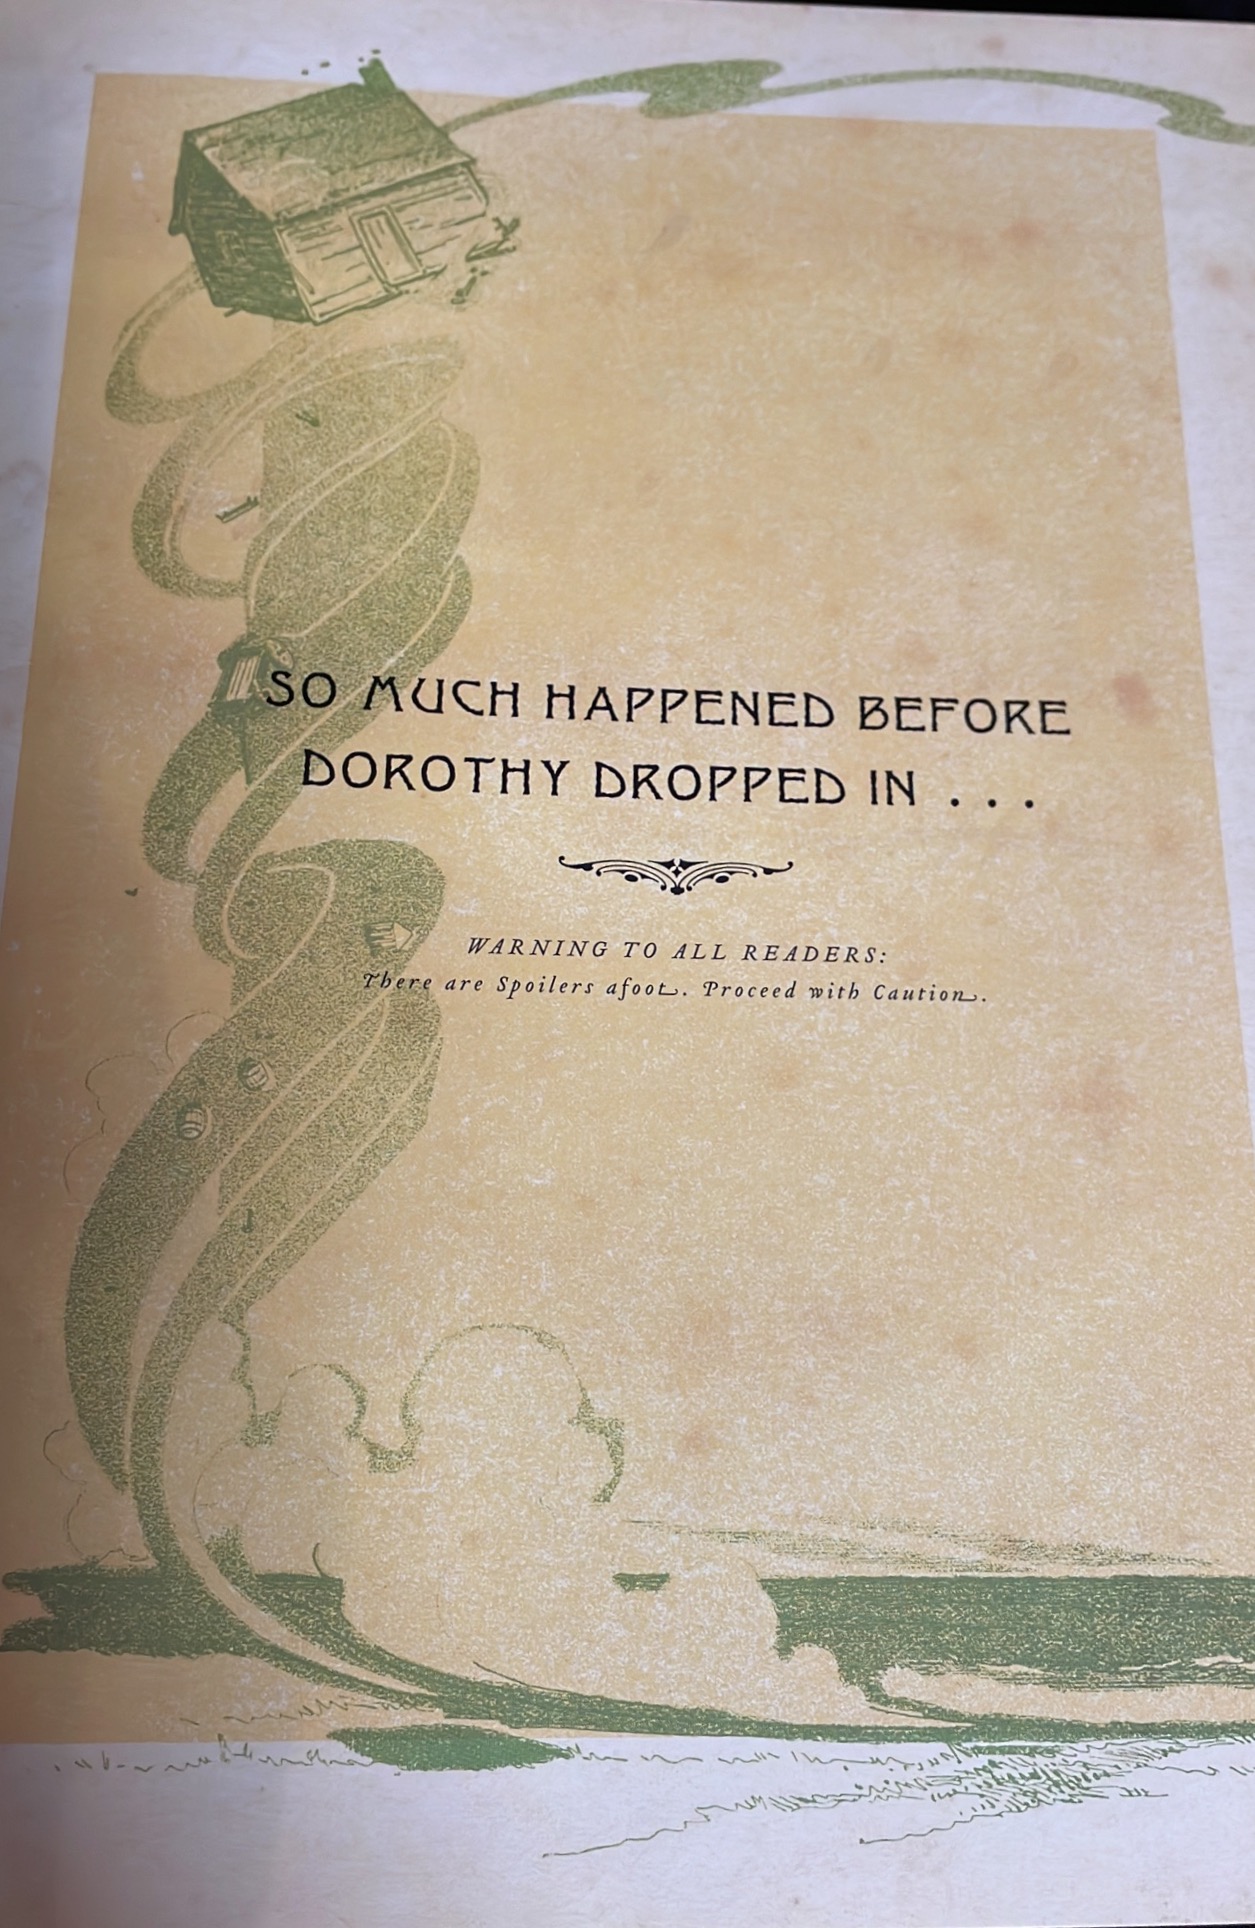 SO MUCH HAPPENED BEFORE
DOROTHY DROPPED IN . . .
WARNING TO ALL READERS:
There are Spoilers afoot. Proceed with Caution.